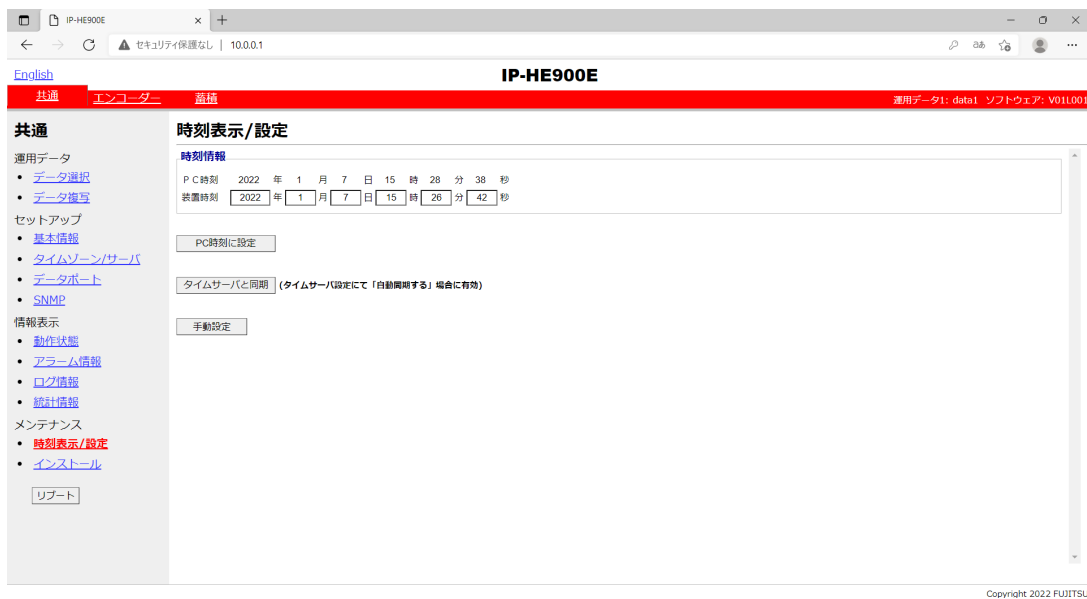 IP-HE900E
セキュリティ保護なし | 10.0.0.1
English
IP-HE900E
共通 エンコーダー 蓄積
運用データ1: data1 ソフトウェア: V01L001
共通
運用データ
データ選択
データ複写
セットアップ
基本情報
タイムゾーン/サーバ
データポート
SNMP
情報表示
動作状態
アラーム情報
ログ情報
統計情報
メンテナンス
時刻表示/設定
インストール
リブート
時刻表示/設定
時刻情報
PC時刻 2022 年 1 月 7 日 15 時 28 分 38 秒
装置時刻 2022 年 1 月 7 日 15 時 26 分 42 秒
PC時刻に設定
タイムサーバと同期 (タイムサーバ設定にて「自動同期する」場合に有効)
手動設定
Copyright 2022 FUJITSU